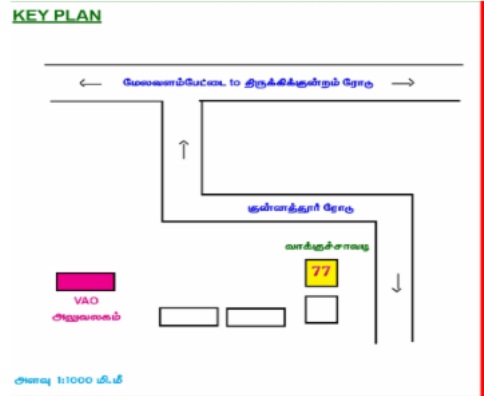 KEY PLAN
மேலவளம்பேட்டை to திருக்கிக்குன்றம் ரோடு
குன்னத்தூர் ரோடு
வாக்குச்சாவடி
77
VAO
அலுவலகம்
அளவு 1:1000 மி.மீ